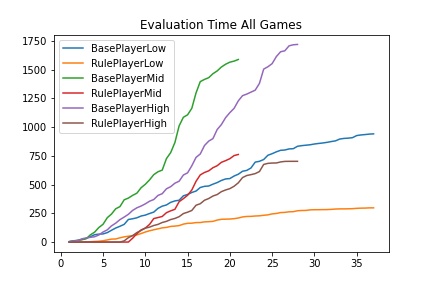 Evaluation Time All Games
1750
1500
1250
1000
750
500
250
0
BasePlayerLow
RulePlayerLow
BasePlayerMid
RulePlayerMid
BasePlayerHigh
RulePlayerHigh
0 5 10 15 20 25 30 35